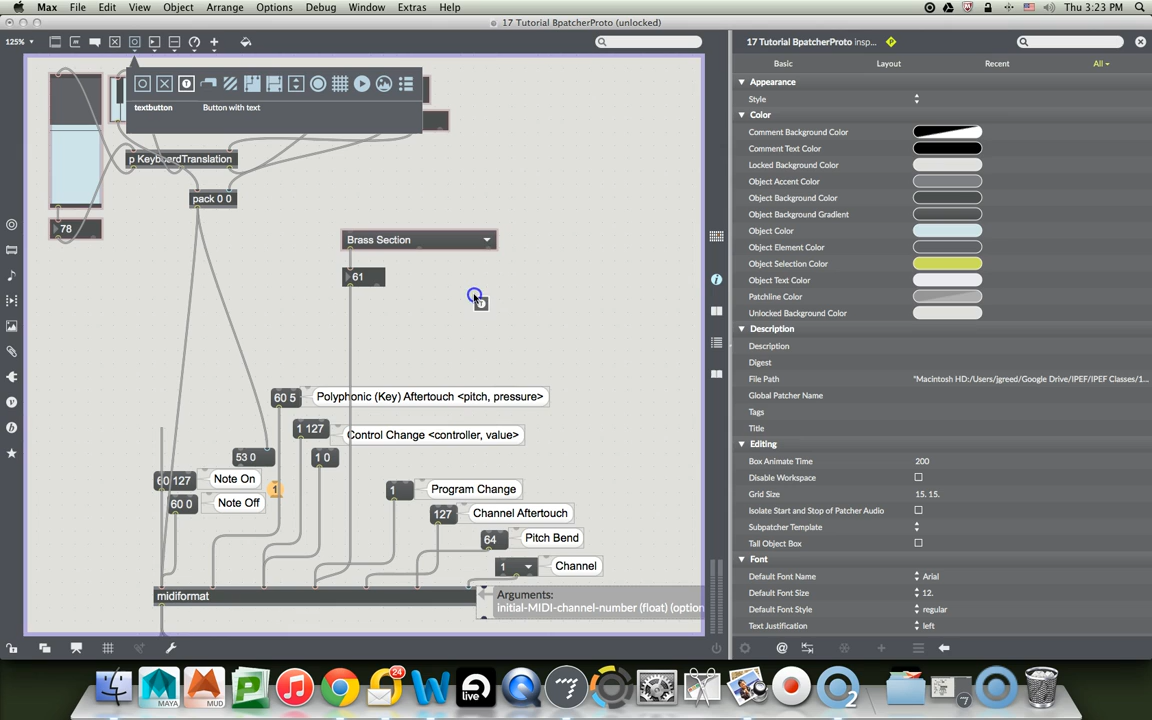 Max File Edit View Object Arrange Options Debug Window Extras Help Thu 3:23 PM
17 Tutorial BpatcherProto (unlocked)
125%
17 Tutorial BpatcherProto insp...
Basic Layout Recent All
textbutton Button with text
p KeyboardTranslation
pack 0 0
78
Brass Section
61
60 5 Polyphonic (Key) Aftertouch <pitch, pressure>
1 127 Control Change <controller, value>
53 0 1 0
60 127 Note On
1
60 0 Note Off
1 Program Change
127 Channel Aftertouch
64 Pitch Bend
1 Channel
midiformat
Arguments:
initial-MIDI-channel-number (float) (option
Appearance
Style
Color
Comment Background Color
Comment Text Color
Locked Background Color
Object Accent Color
Object Background Color
Object Background Gradient
Object Color
Object Element Color
Object Selection Color
Object Text Color
Patchline Color
Unlocked Background Color
Description
Description
Digest
File Path "Macintosh HD:/Users/jgreed/Google Drive/IPEF/IPEF Classes/1...
Global Patcher Name
Tags
Title
Editing
Box Animate Time 200
Disable Workspace
Grid Size 15. 15.
Isolate Start and Stop of Patcher Audio
Subpatcher Template
Tall Object Box
Font
Default Font Name Arial
Default Font Size 12.
Default Font Style regular
Text Justification left
MAYA MUD 24 live 2 7